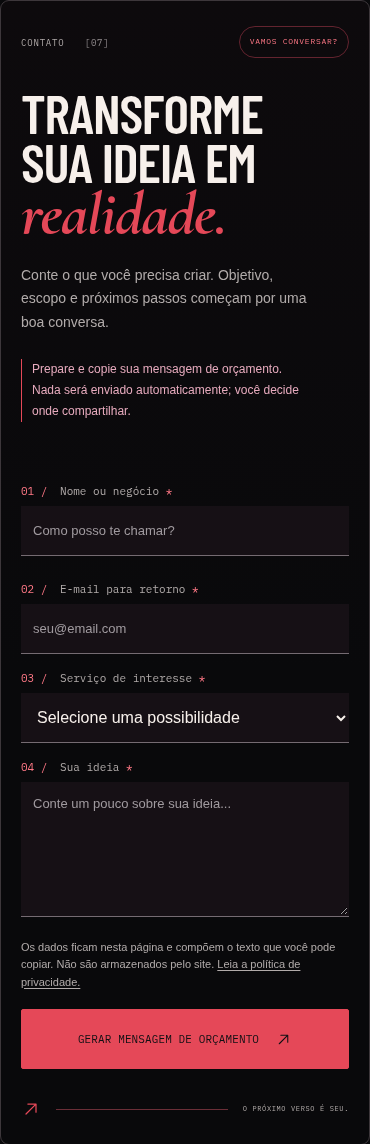 CONTATO [07]
VAMOS CONVERSAR?
TRANSFORME
SUA IDEIA EM
realidade.
Conte o que você precisa criar. Objetivo,
escopo e próximos passos começam por uma
boa conversa.
Prepare e copie sua mensagem de orçamento.
Nada será enviado automaticamente; você decide
onde compartilhar.
01 / Nome ou negócio *
Como posso te chamar?
02 / E-mail para retorno *
seu@email.com
03 / Serviço de interesse *
Selecione uma possibilidade
04 / Sua ideia *
Conte um pouco sobre sua ideia...
Os dados ficam nesta página e compõem o texto que você pode
copiar. Não são armazenados pelo site. Leia a política de
privacidade.
GERAR MENSAGEM DE ORÇAMENTO
O PRÓXIMO VERSO É SEU.